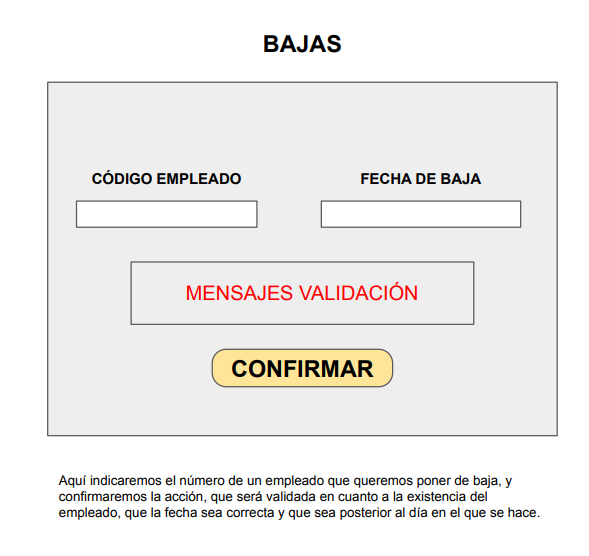 BAJAS
CÓDIGO EMPLEADO
FECHA DE BAJA
MENSAJES VALIDACIÓN
CONFIRMAR
Aquí indicaremos el número de un empleado que queremos poner de baja, y
confirmaremos la acción, que será validada en cuanto a la existencia del
empleado, que la fecha sea correcta y que sea posterior al día en el que se hace.